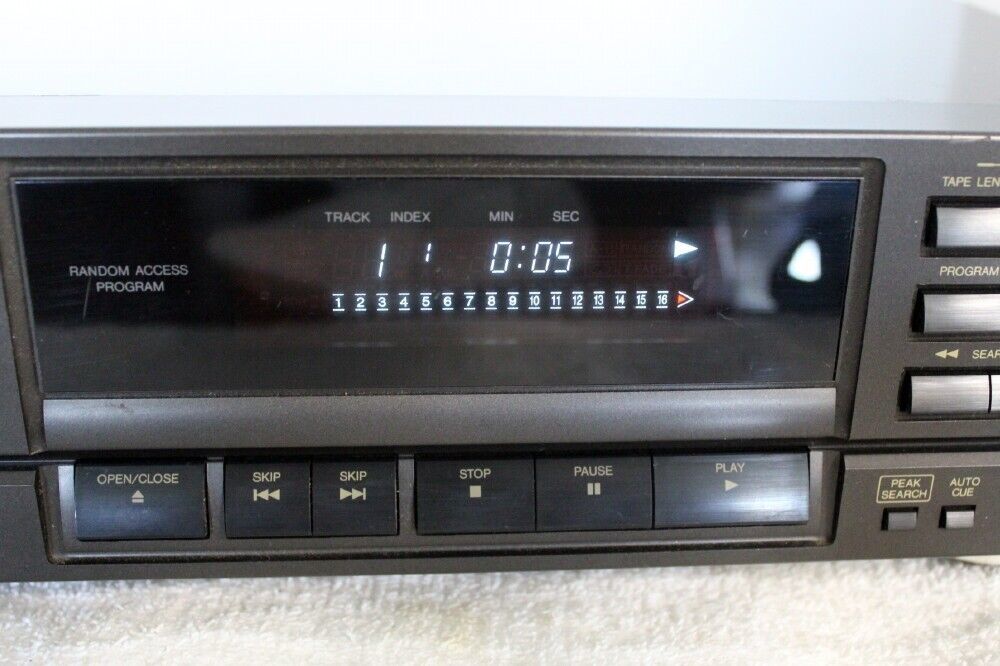 TRACK INDEX MIN SEC
RANDOM ACCESS
PROGRAM
1 1 0:05
1 2 3 4 5 6 7 8 9 10 11 12 13 14 15 16
TAPE LEN
PROGRAM
SEAR
OPEN/CLOSE
SKIP
SKIP
STOP
PAUSE
PLAY
PEAK
SEARCH
AUTO
CUE